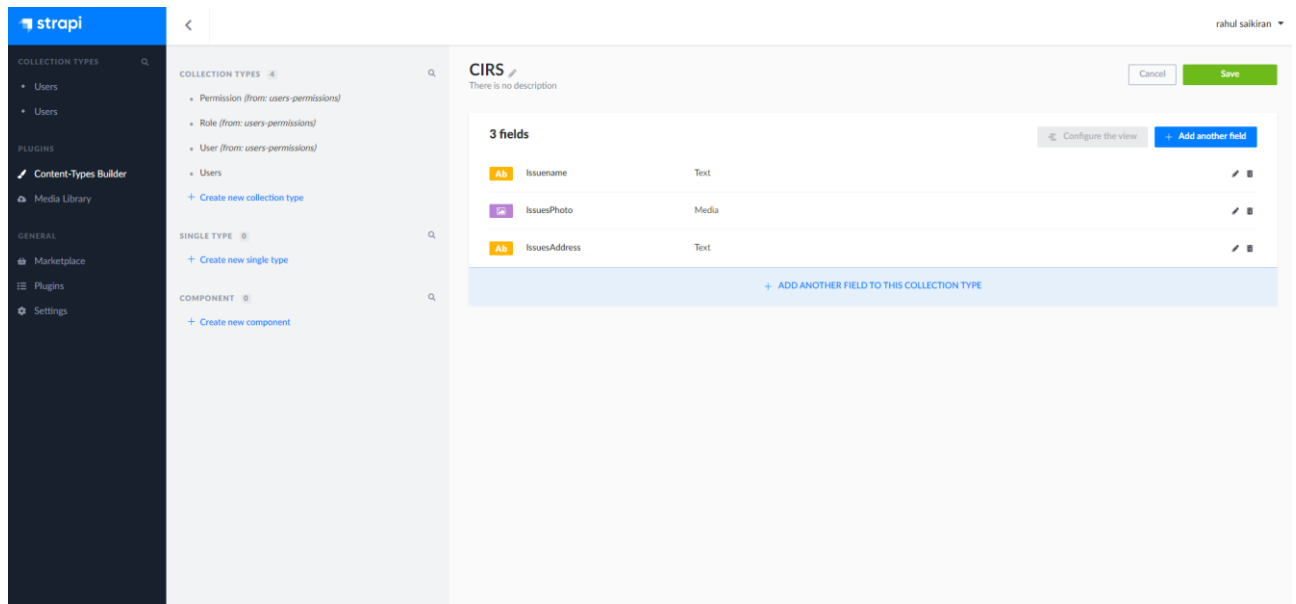 strapi
rahul saikiran
COLLECTION TYPES
Users
Users
PLUGINS
Content-Types Builder
Media Library
GENERAL
Marketplace
Plugins
Settings
COLLECTION TYPES 4
Permission (from: users-permissions)
Role (from: users-permissions)
User (from: users-permissions)
Users
+ Create new collection type
SINGLE TYPE 0
+ Create new single type
COMPONENT 0
+ Create new component
CIRS
There is no description
Cancel
Save
3 fields
Configure the view
+ Add another field
Ab Issuename Text
IssuesPhoto Media
Ab IssuesAddress Text
+ ADD ANOTHER FIELD TO THIS COLLECTION TYPE